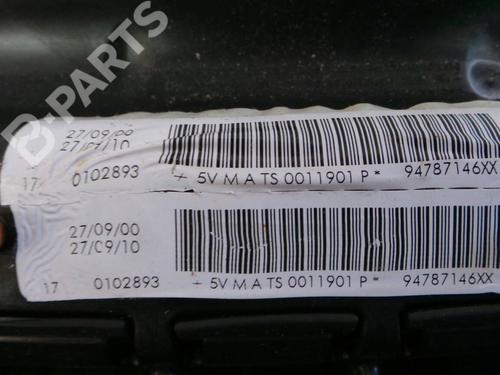 B-PARTS
27/09/00
17 0102893 + 5V M A TS 0011901 P* 94787146XX
27/09/00
27/C9/10
17 0102893 + 5V M A TS 0011901 P* 94787146XX